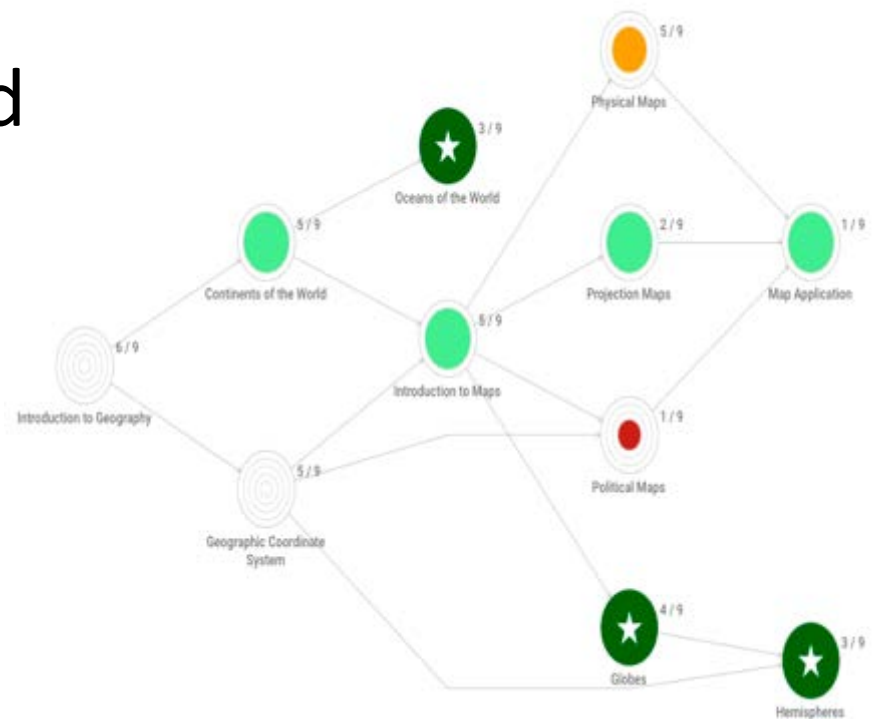 d
5 / 9
Physical Maps
3 / 9
Oceans of the World
5 / 9
Continents of the World
2 / 9
Projection Maps
1 / 9
Map Application
6 / 9
Introduction to Geography
5 / 9
Introduction to Maps
1 / 9
Political Maps
5 / 9
Geographic Coordinate
System
4 / 9
Globes
3 / 9
Hemispheres